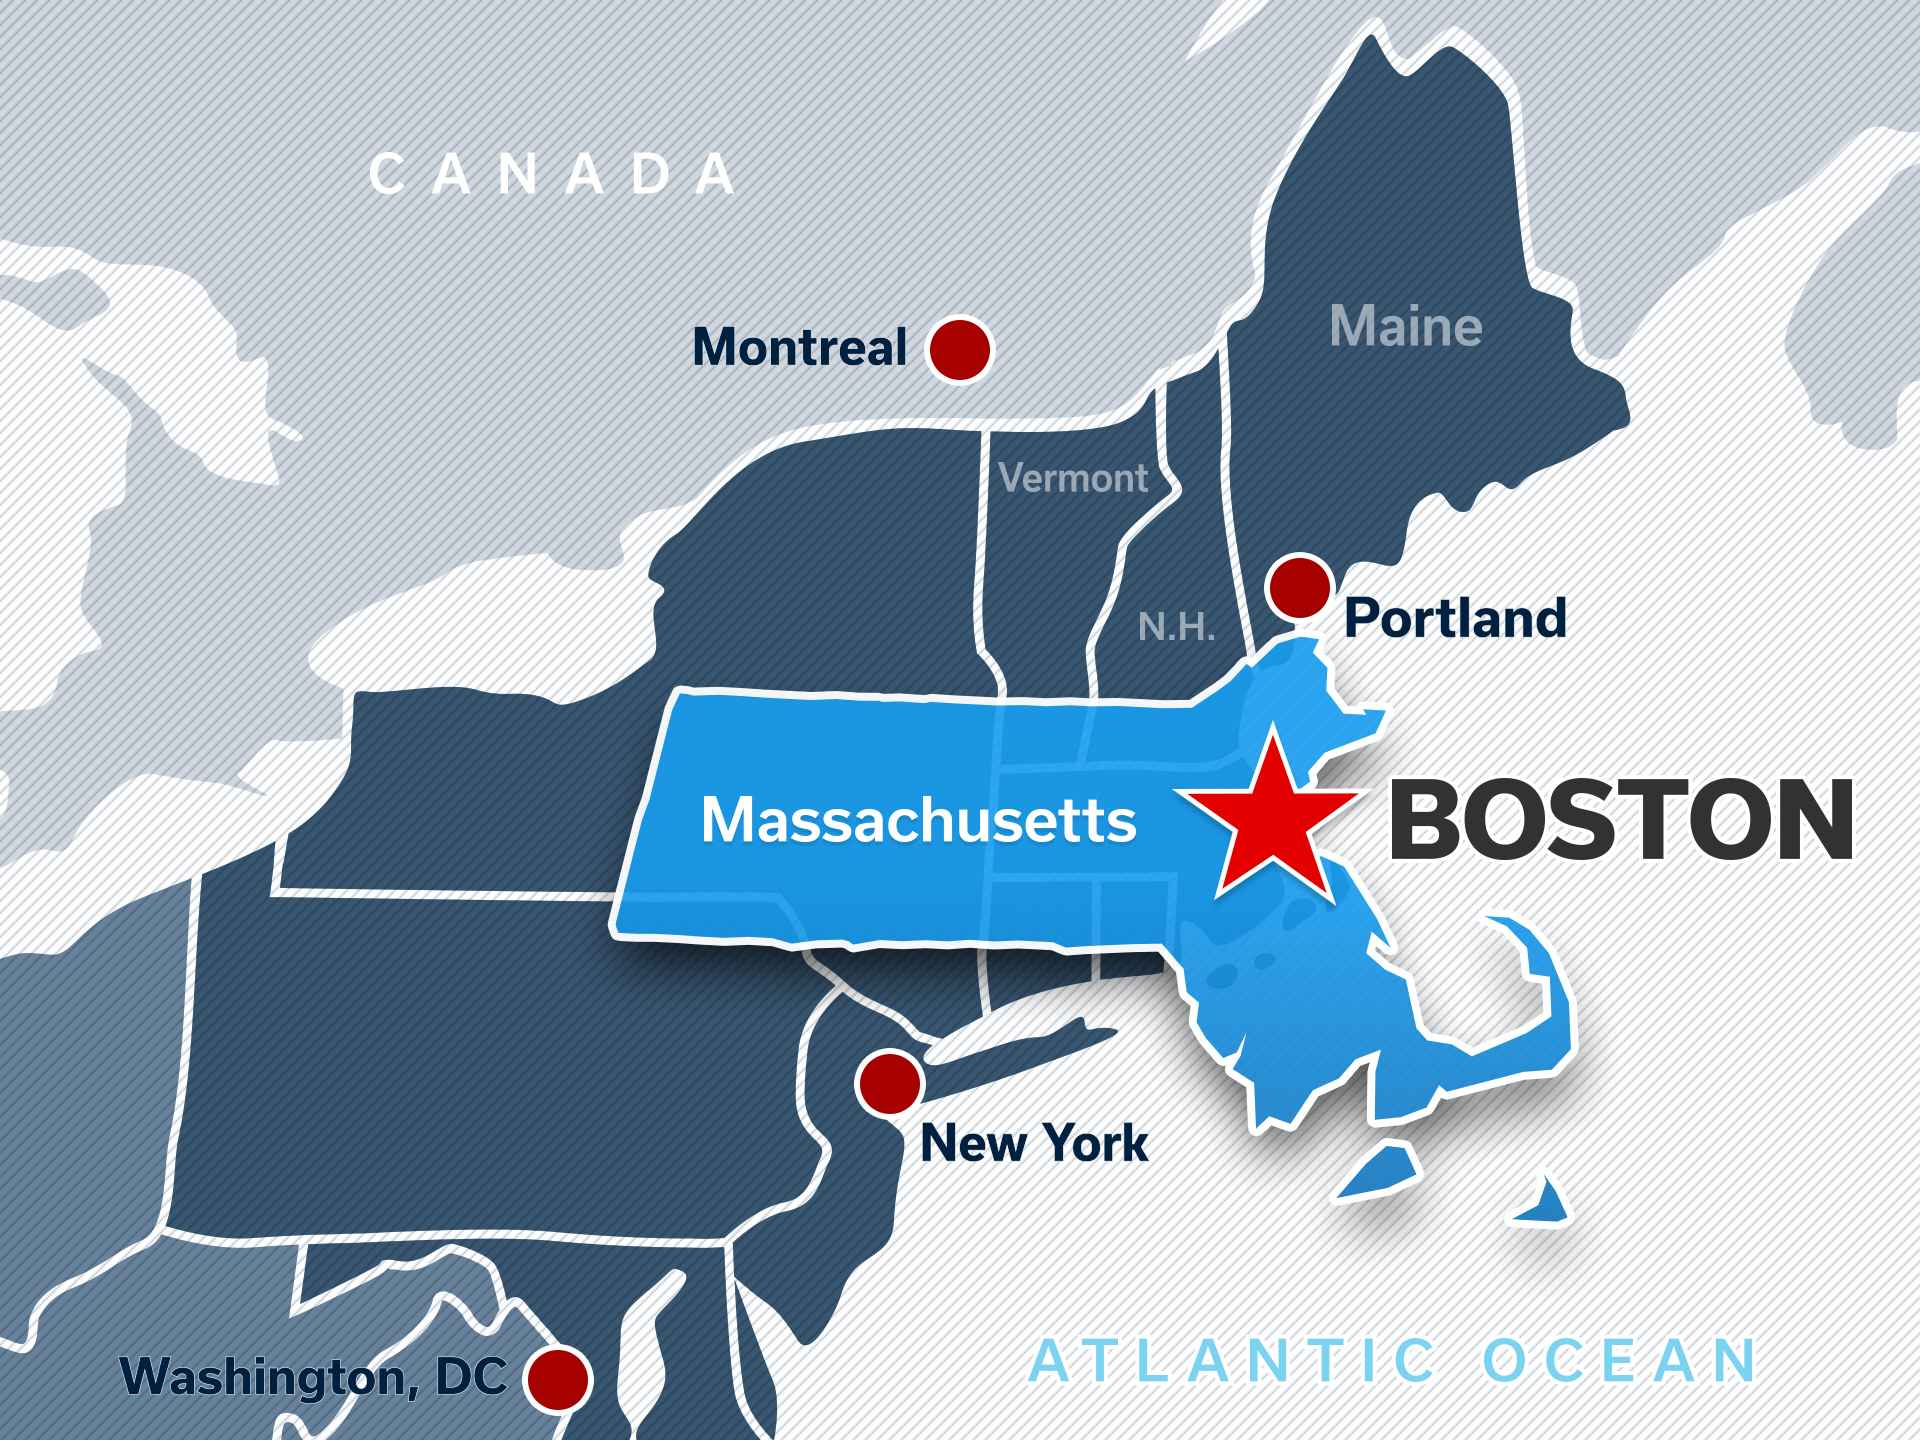 CANADA
Maine
Montreal
Vermont
N.H.
Portland
Massachusetts
BOSTON
New York
ATLANTIC OCEAN
Washington, DC